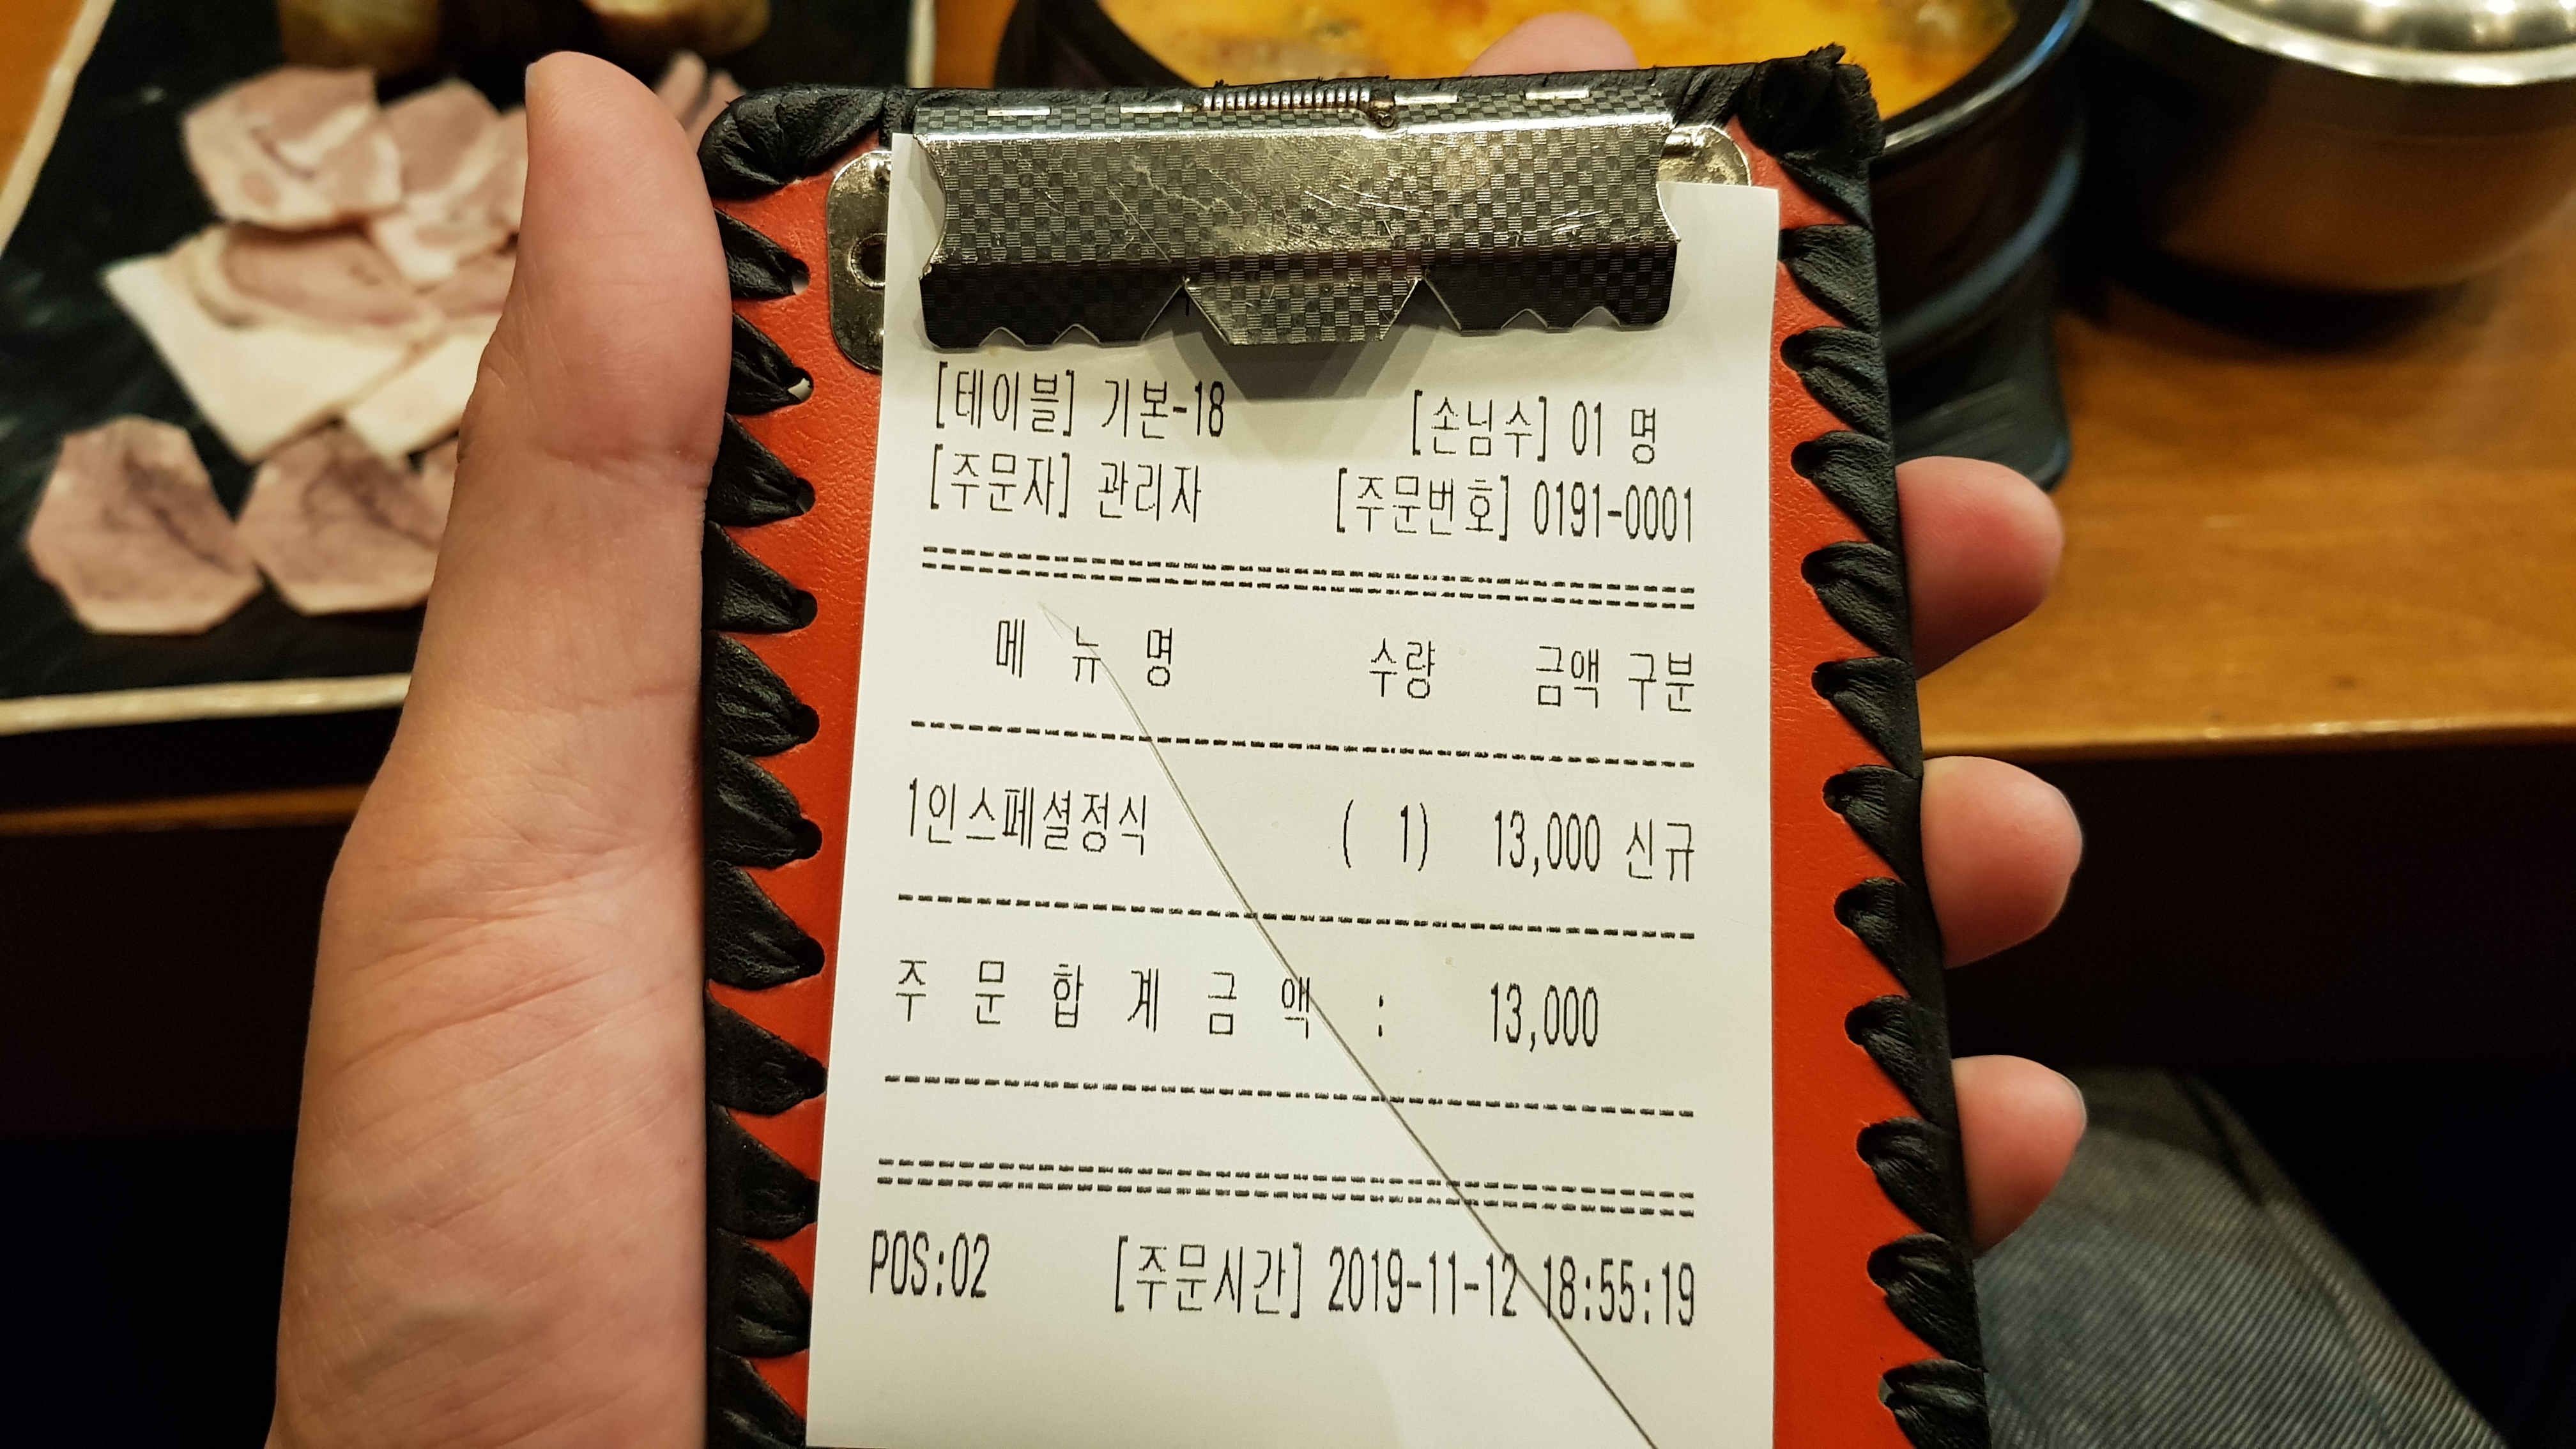 [테이블] 기본-18 [손님수] 01 명
[주문자] 관리자 [주문번호] 0191-0001
메 뉴 명 수량 금액 구분
1인스페셜정식 ( 1) 13,000 신규
주 문 합 계 금 액 : 13,000
POS:02 [주문시간] 2019-11-12 18:55:19